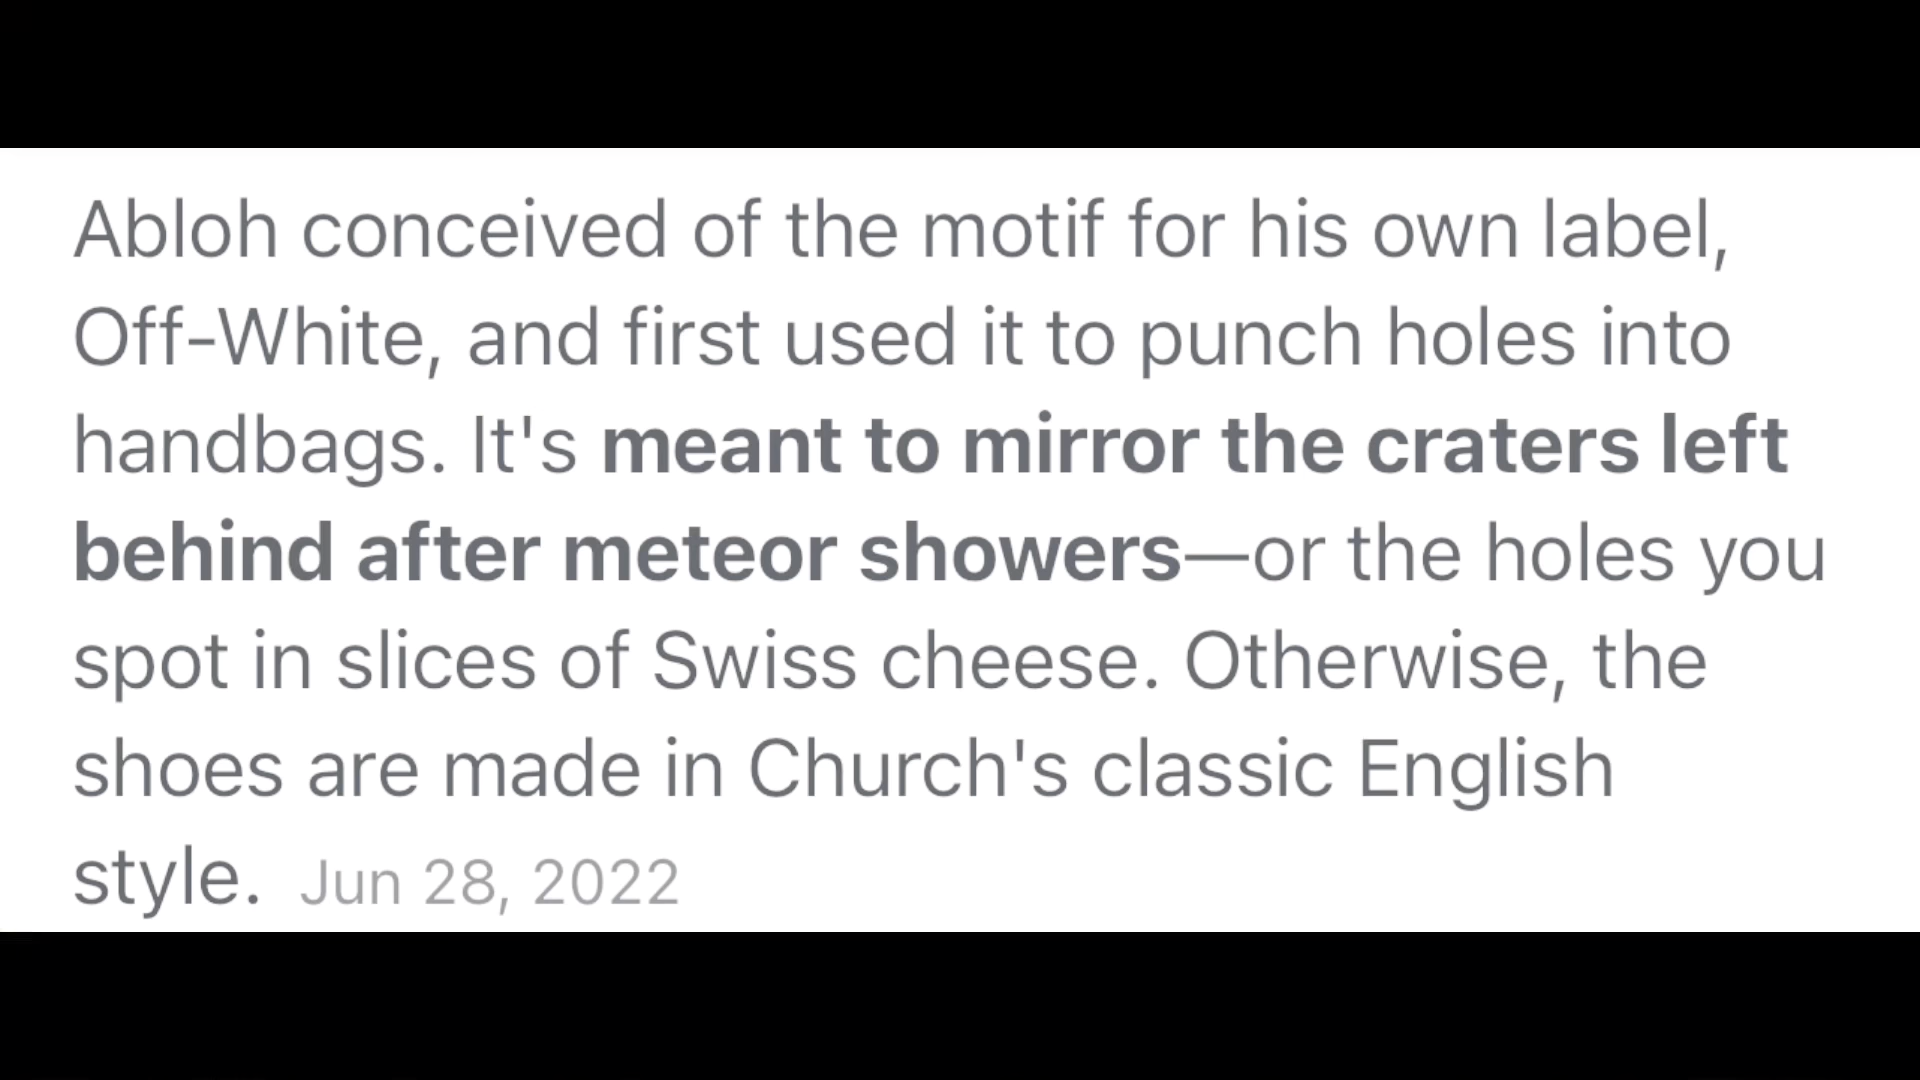 Abloh conceived of the motif for his own label,
Off-White, and first used it to punch holes into
handbags. It's meant to mirror the craters left
behind after meteor showers—or the holes you
spot in slices of Swiss cheese. Otherwise, the
shoes are made in Church's classic English
style. Jun 28, 2022